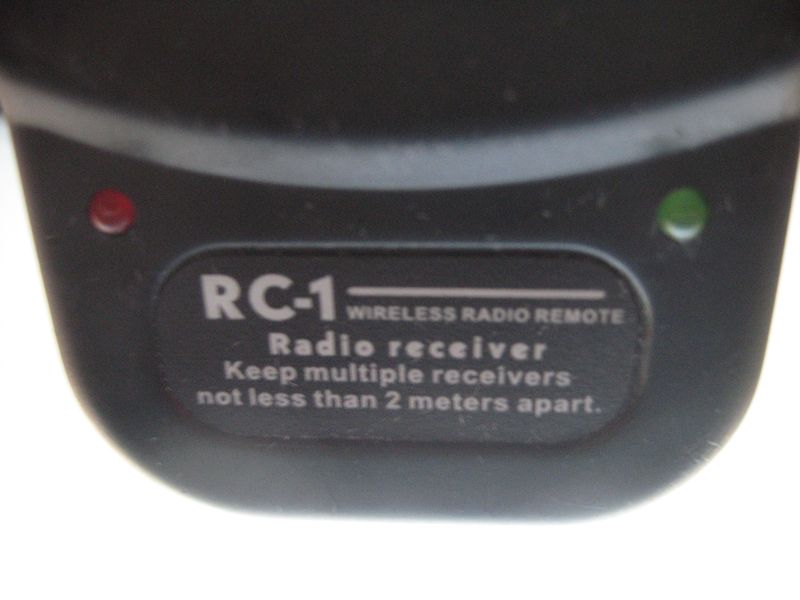 RC-1 WIRELESS RADIO REMOTE
Radio receiver
Keep multiple receivers
not less than 2 meters apart.